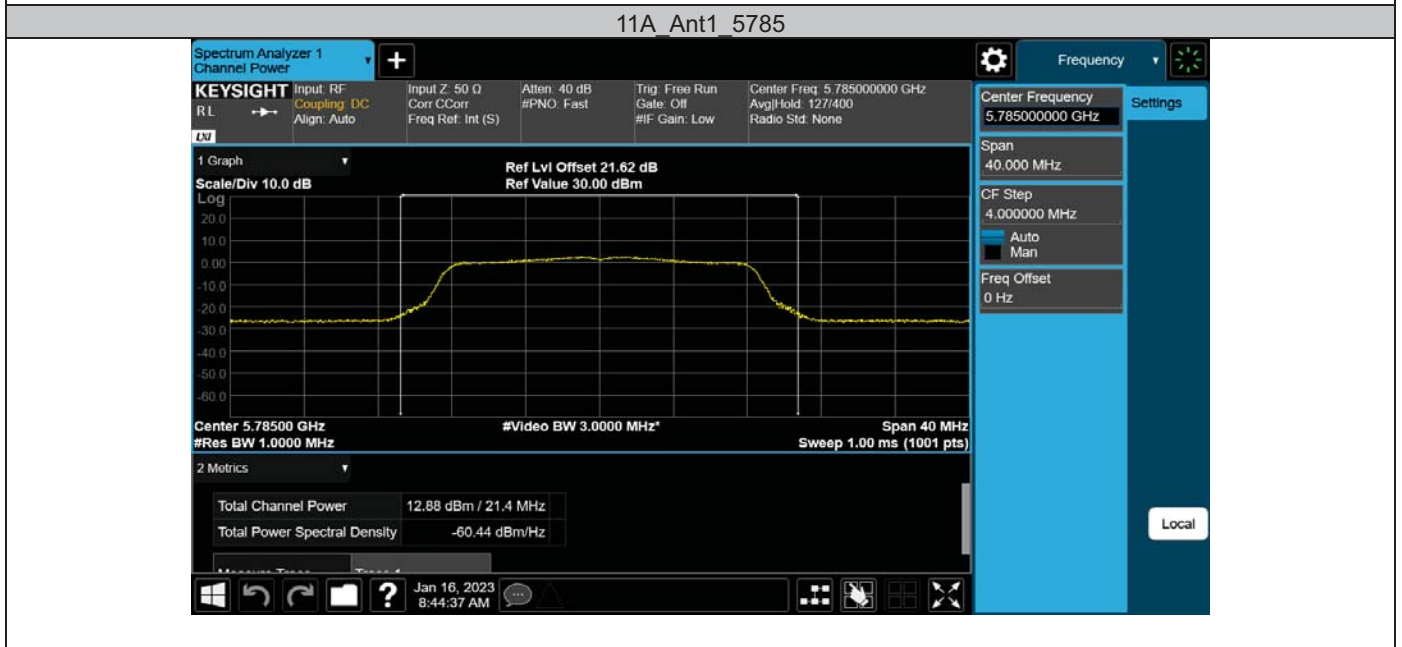 11A_Ant1_5785
Spectrum Analyzer 1
Channel Power
+
Frequency
KEYSIGHT
RL
LXI
Input: RF
Coupling: DC
Align: Auto
Input Z: 50 Ω
Corr CCorr
Freq Ref: Int (S)
Atten: 40 dB
#PNO: Fast
Trig: Free Run
Gate: Off
#IF Gain: Low
Center Freq: 5.785000000 GHz
Avg|Hold: 127/400
Radio Std: None
1 Graph
Scale/Div 10.0 dB
Ref Lvl Offset 21.62 dB
Ref Value 30.00 dBm
Log
20.0
10.0
0.00
-10.0
-20.0
-30.0
-40.0
-50.0
-60.0
Center 5.78500 GHz
#Video BW 3.0000 MHz*
Span 40 MHz
#Res BW 1.0000 MHz
Sweep 1.00 ms (1001 pts)
2 Metrics
Total Channel Power 12.88 dBm / 21.4 MHz
Total Power Spectral Density -60.44 dBm/Hz
?
Jan 16, 2023
8:44:37 AM
Center Frequency
5.785000000 GHz
Settings
Span
40.000 MHz
CF Step
4.000000 MHz
Auto
Man
Freq Offset
0 Hz
Local